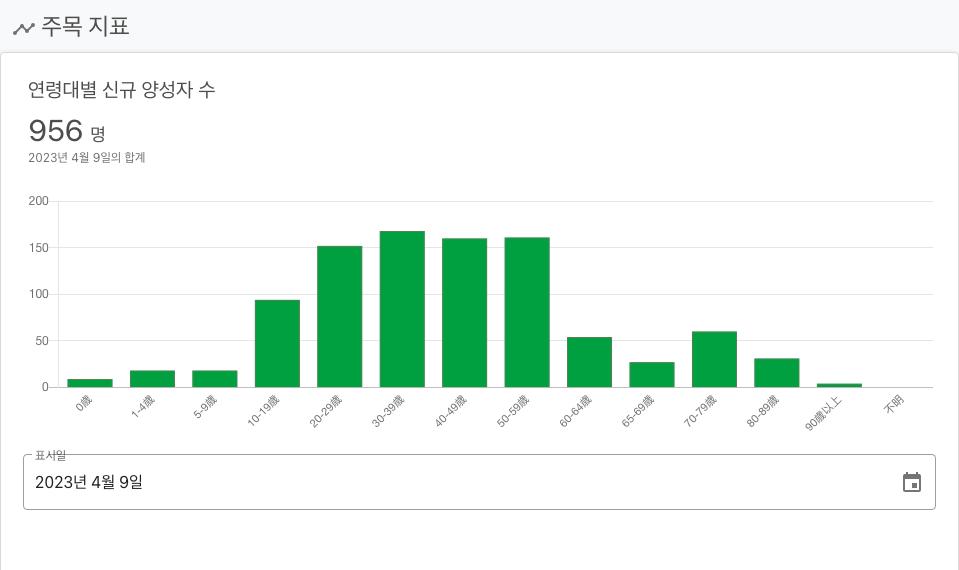 주목 지표
연령대별 신규 양성자 수
956 명
2023년 4월 9일의 합계
200
150
100
50
0
0歳
1-4歳
5-9歳
10-19歳
20-29歳
30-39歳
40-49歳
50-59歳
60-64歳
65-69歳
70-79歳
80-89歳
90歳以上
不明
표시일
2023년 4월 9일